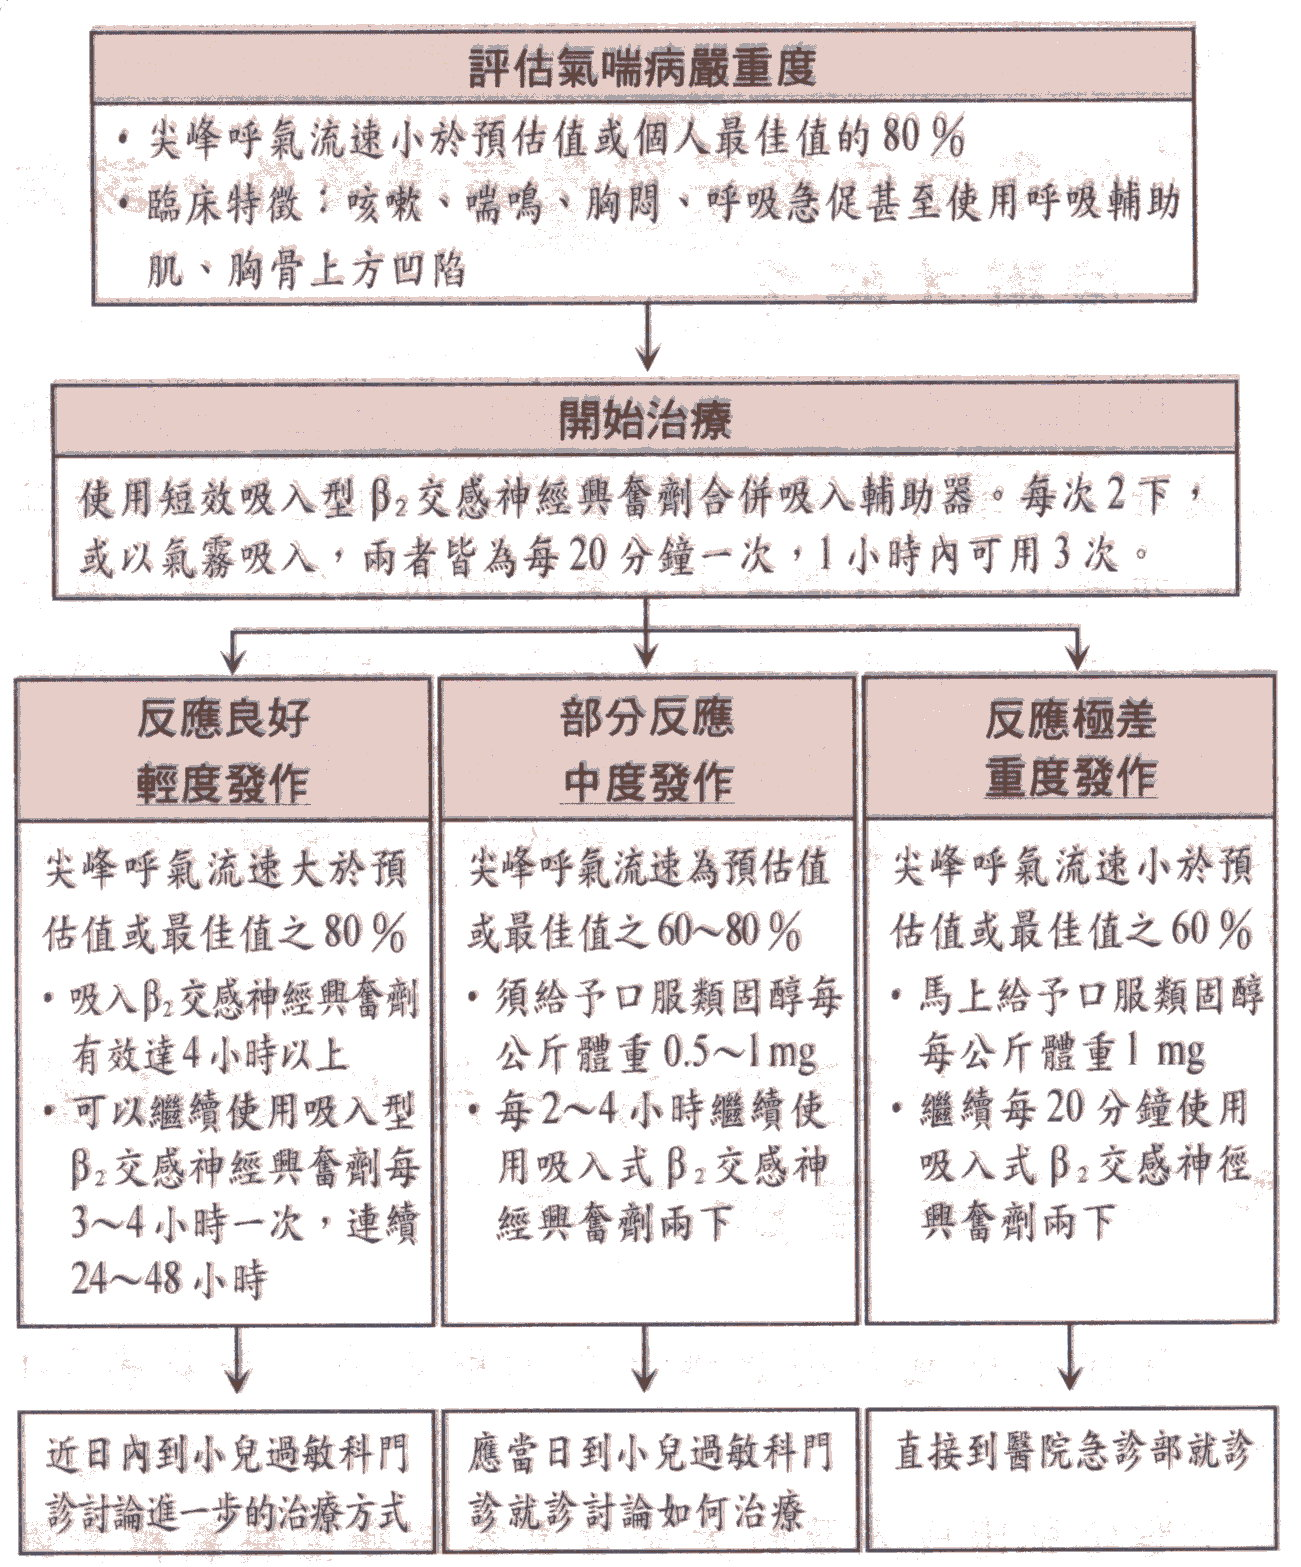 評估氣喘病嚴重度
・尖峰呼氣流速小於預估值或個人最佳值的 80 %
・臨床特徵：咳嗽、喘鳴、胸悶、呼吸急促甚至使用呼吸輔助
肌、胸骨上方凹陷
開始治療
使用短效吸入型 β₂交感神經興奮劑合併吸入輔助器。每次 2 下，
或以氣霧吸入，兩者皆為每 20 分鐘一次，1 小時內可用 3 次。
反應良好
輕度發作
尖峰呼氣流速大於預
估值或最佳值之 80 %
・吸入β₂交感神經興奮劑
有效達 4 小時以上
・可以繼續使用吸入型
β₂交感神經興奮劑每
3～4 小時一次，連續
24～48 小時
部分反應
中度發作
尖峰呼氣流速為預估值
或最佳值之 60～80 %
・須給予口服類固醇每
公斤體重 0.5～1 mg
・每 2～4 小時繼續使
用吸入式 β₂交感神
經興奮劑兩下
反應極差
重度發作
尖峰呼氣流速小於預
估值或最佳值之 60 %
・馬上給予口服類固醇
每公斤體重 1 mg
・繼續每 20 分鐘使用
吸入式 β₂交感神徑
興奮劑兩下
近日內到小兒過敏科門
診討論進一步的治療方式
應當日到小兒過敏科門
診就診討論如何治療
直接到醫院急診部就診